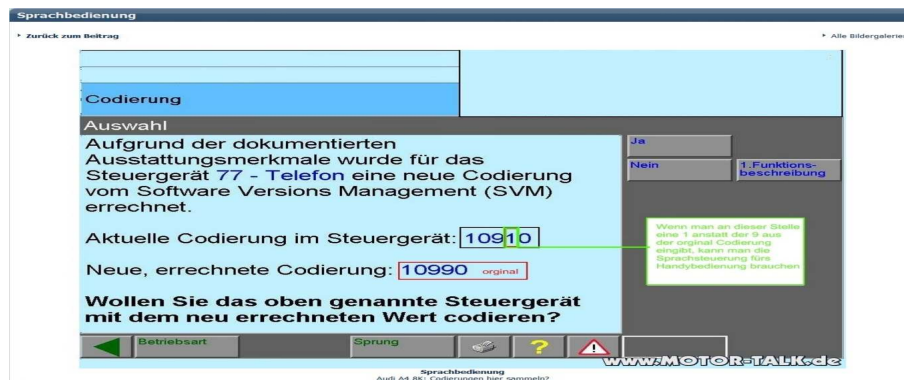 Sprachbedienung
Zurück zum Beitrag
Alle Bildergalerien
Codierung
Auswahl
Aufgrund der dokumentierten
Ausstattungsmerkmale wurde für das
Steuergerät 77 - Telefon eine neue Codierung
vom Software Versions Management (SVM)
errechnet.
Aktuelle Codierung im Steuergerät: 10910
Neue, errechnete Codierung: 10990 orginal
Wollen Sie das oben genannte Steuergerät
mit dem neu errechneten Wert codieren?
Ja
Nein
1.Funktions-
beschreibung
Wenn man an dieser Stelle
eine 1 anstatt der 9 aus
der orginal Codierung
eingibt, kann man die
Sprachsteuerung fürs
Handybedienung brauchen
Betriebsart
Sprung
?
www.MOTOR-TALK.de
Sprachbedienung
Audi A4 8K: Codierungen hier sammeln?